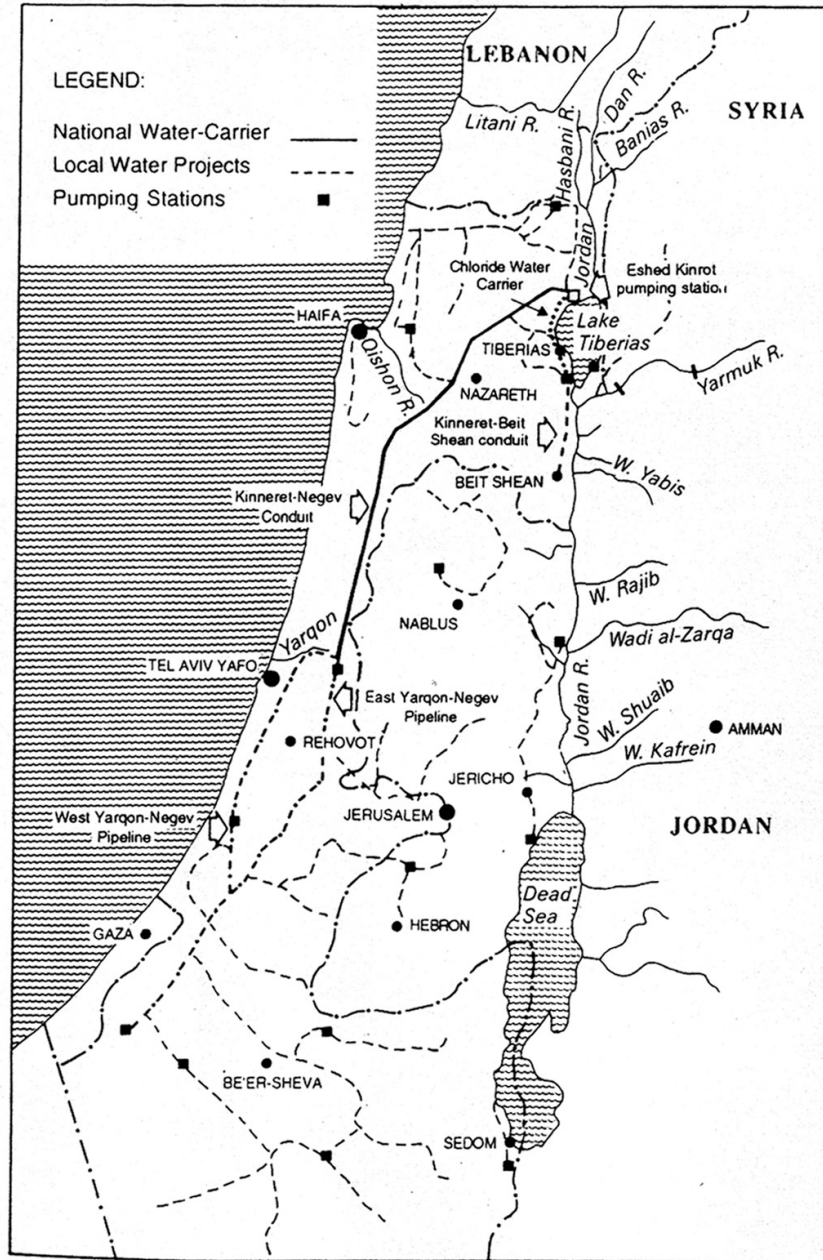 LEGEND:
National Water-Carrier
Local Water Projects
Pumping Stations
LEBANON
SYRIA
Litani R.
Hasbani R.
Dan R.
Banias R.
Jordan
Chloride Water
Carrier
Eshed Kinrot
pumping station
HAIFA
Qishon R.
Lake
Tiberias
TIBERIAS
NAZARETH
Yarmuk R.
Kinneret-Beit
Shean conduit
BEIT SHEAN
W. Yabis
Kinneret-Negev
Conduit
NABLUS
W. Rajib
Wadi al-Zarqa
Yarqon
TEL AVIV YAFO
East Yarqon-Negev
Pipeline
Jordan R.
W. Shuaib
AMMAN
W. Kafrein
REHOVOT
JERICHO
West Yarqon-Negev
Pipeline
JERUSALEM
JORDAN
Dead
Sea
GAZA
HEBRON
BE'ER-SHEVA
SEDOM